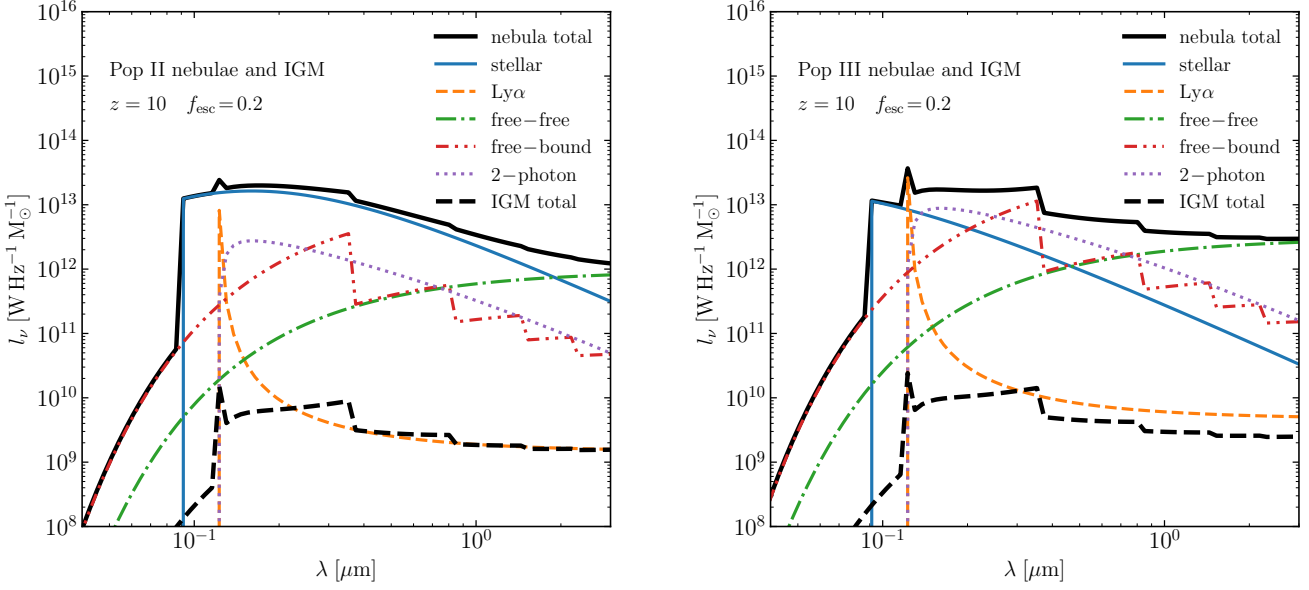 nebula total
stellar
Lyα
free−free
free−bound
2−photon
IGM total
Pop II nebulae and IGM
z = 10 f_esc = 0.2
10^16
10^15
10^14
10^13
10^12
10^11
10^10
10^9
10^8
l_ν [W Hz^−1 M_⊙^−1]
10^−1
10^0
λ [μm]
nebula total
stellar
Lyα
free−free
free−bound
2−photon
IGM total
Pop III nebulae and IGM
z = 10 f_esc = 0.2
10^16
10^15
10^14
10^13
10^12
10^11
10^10
10^9
10^8
l_ν [W Hz^−1 M_⊙^−1]
10^−1
10^0
λ [μm]